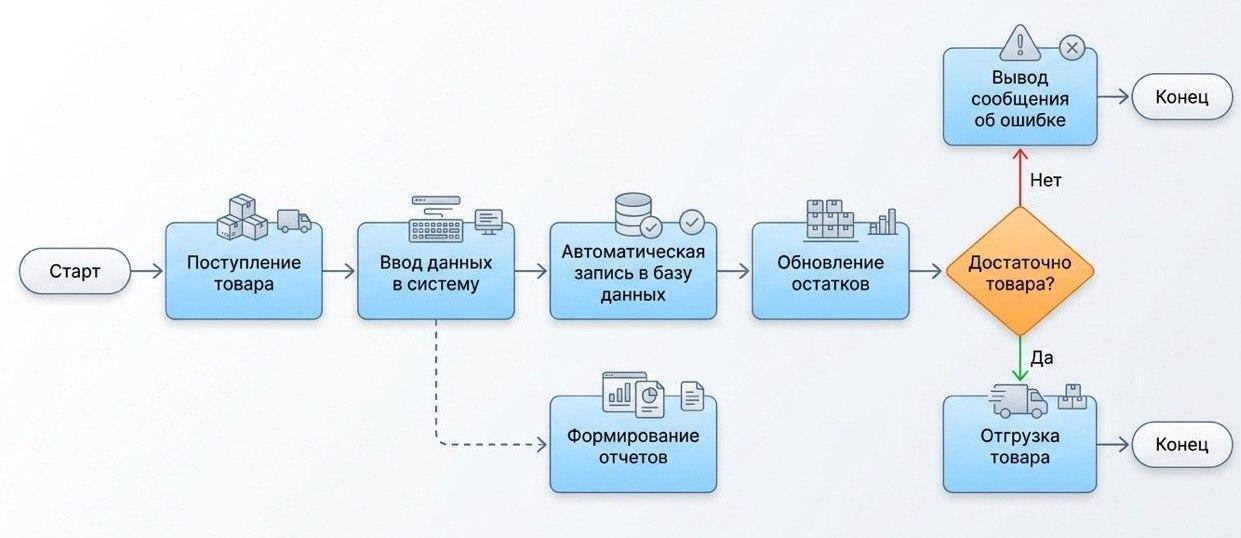 Вывод
сообщения
об ошибке
Конец
Нет
Старт
Поступление
товара
Ввод данных
в систему
Автоматическая
запись в базу
данных
Обновление
остатков
Достаточно
товара?
Да
Формирование
отчетов
Отгрузка
товара
Конец